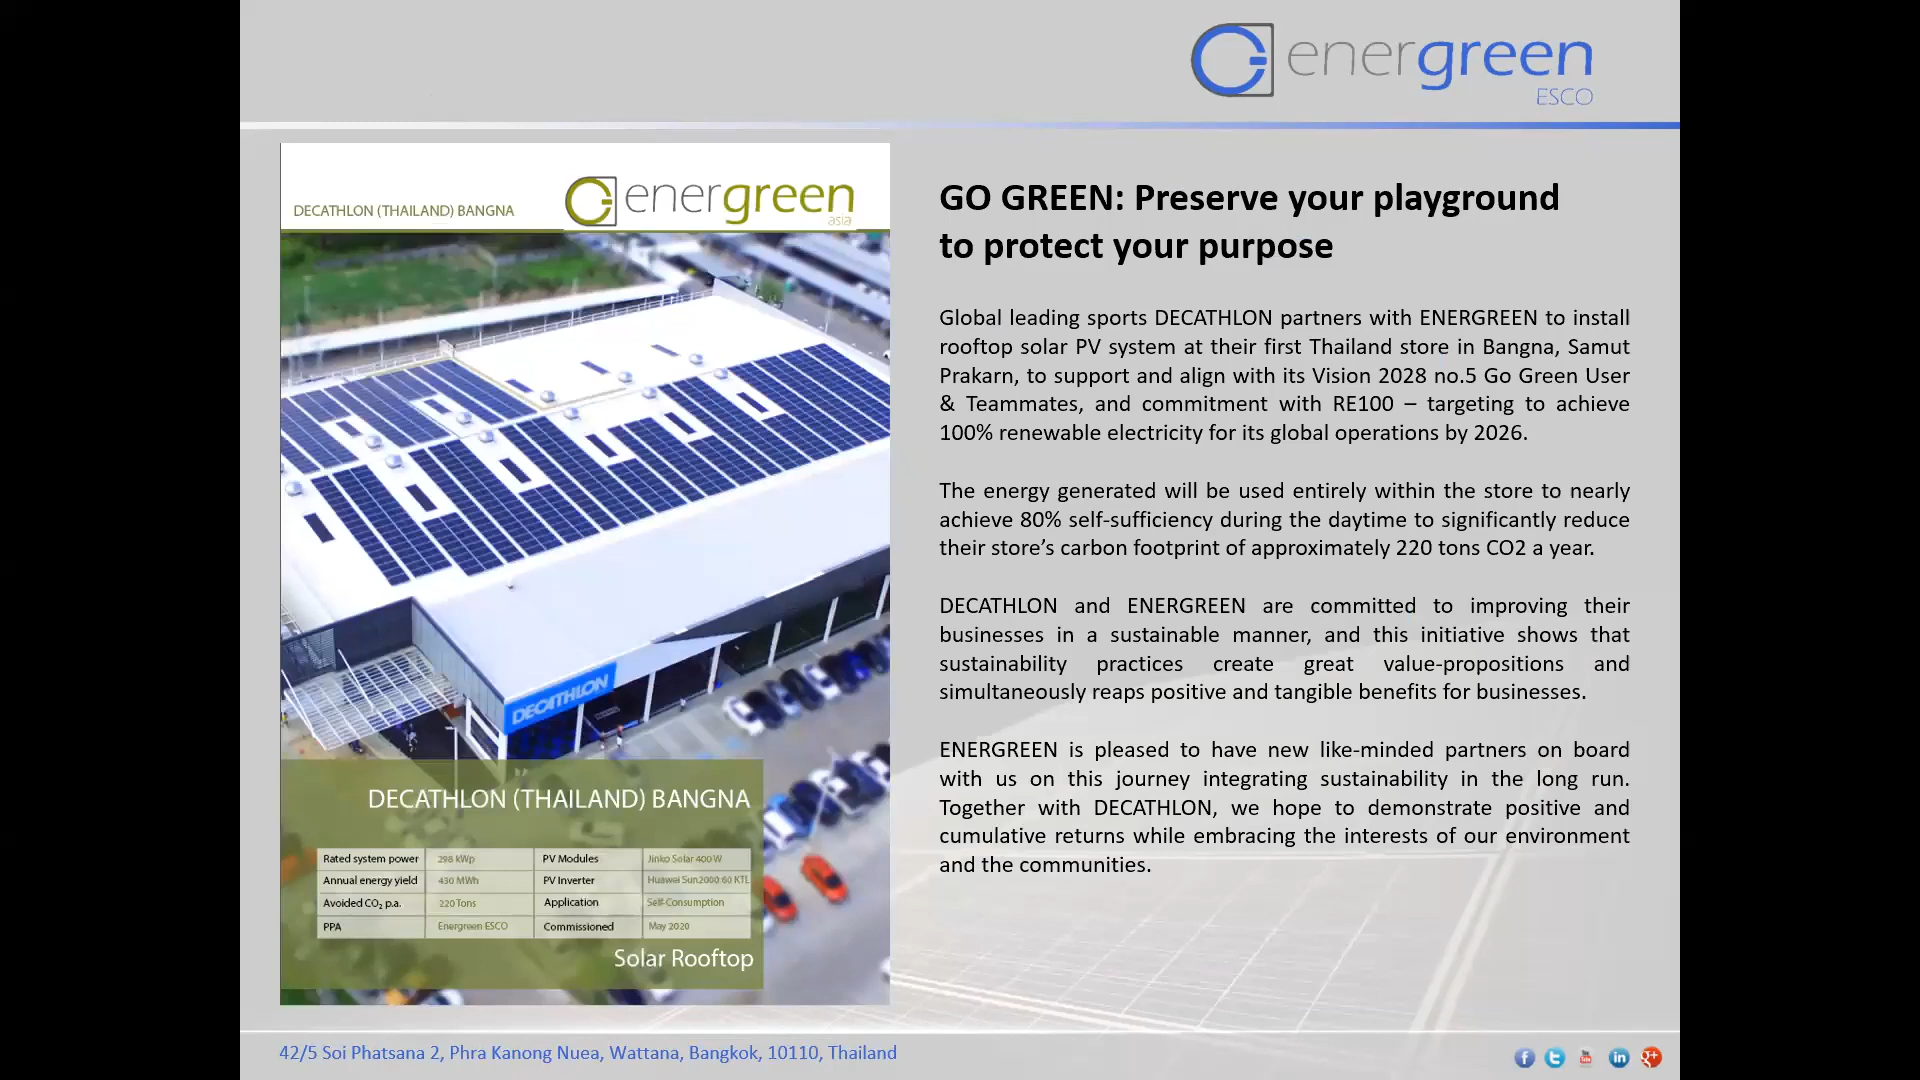 energreen
ESCO
DECATHLON (THAILAND) BANGNA
energreen
asia
DECATHLON
DECATHLON (THAILAND) BANGNA
Rated system power 298 kWp PV Modules Jinko Solar 400 W
Annual energy yield 430 MWh PV Inverter Huawei Sun2000:60 KTL
Avoided CO₂ p.a. 220 Tons Application Self-Consumption
PPA Energreen ESCO Commissioned May 2020
Solar Rooftop
GO GREEN: Preserve your playground
to protect your purpose
Global leading sports DECATHLON partners with ENERGREEN to install
rooftop solar PV system at their first Thailand store in Bangna, Samut
Prakarn, to support and align with its Vision 2028 no.5 Go Green User
& Teammates, and commitment with RE100 – targeting to achieve
100% renewable electricity for its global operations by 2026.
The energy generated will be used entirely within the store to nearly
achieve 80% self-sufficiency during the daytime to significantly reduce
their store’s carbon footprint of approximately 220 tons CO2 a year.
DECATHLON and ENERGREEN are committed to improving their
businesses in a sustainable manner, and this initiative shows that
sustainability practices create great value-propositions and
simultaneously reaps positive and tangible benefits for businesses.
ENERGREEN is pleased to have new like-minded partners on board
with us on this journey integrating sustainability in the long run.
Together with DECATHLON, we hope to demonstrate positive and
cumulative returns while embracing the interests of our environment
and the communities.
42/5 Soi Phatsana 2, Phra Kanong Nuea, Wattana, Bangkok, 10110, Thailand